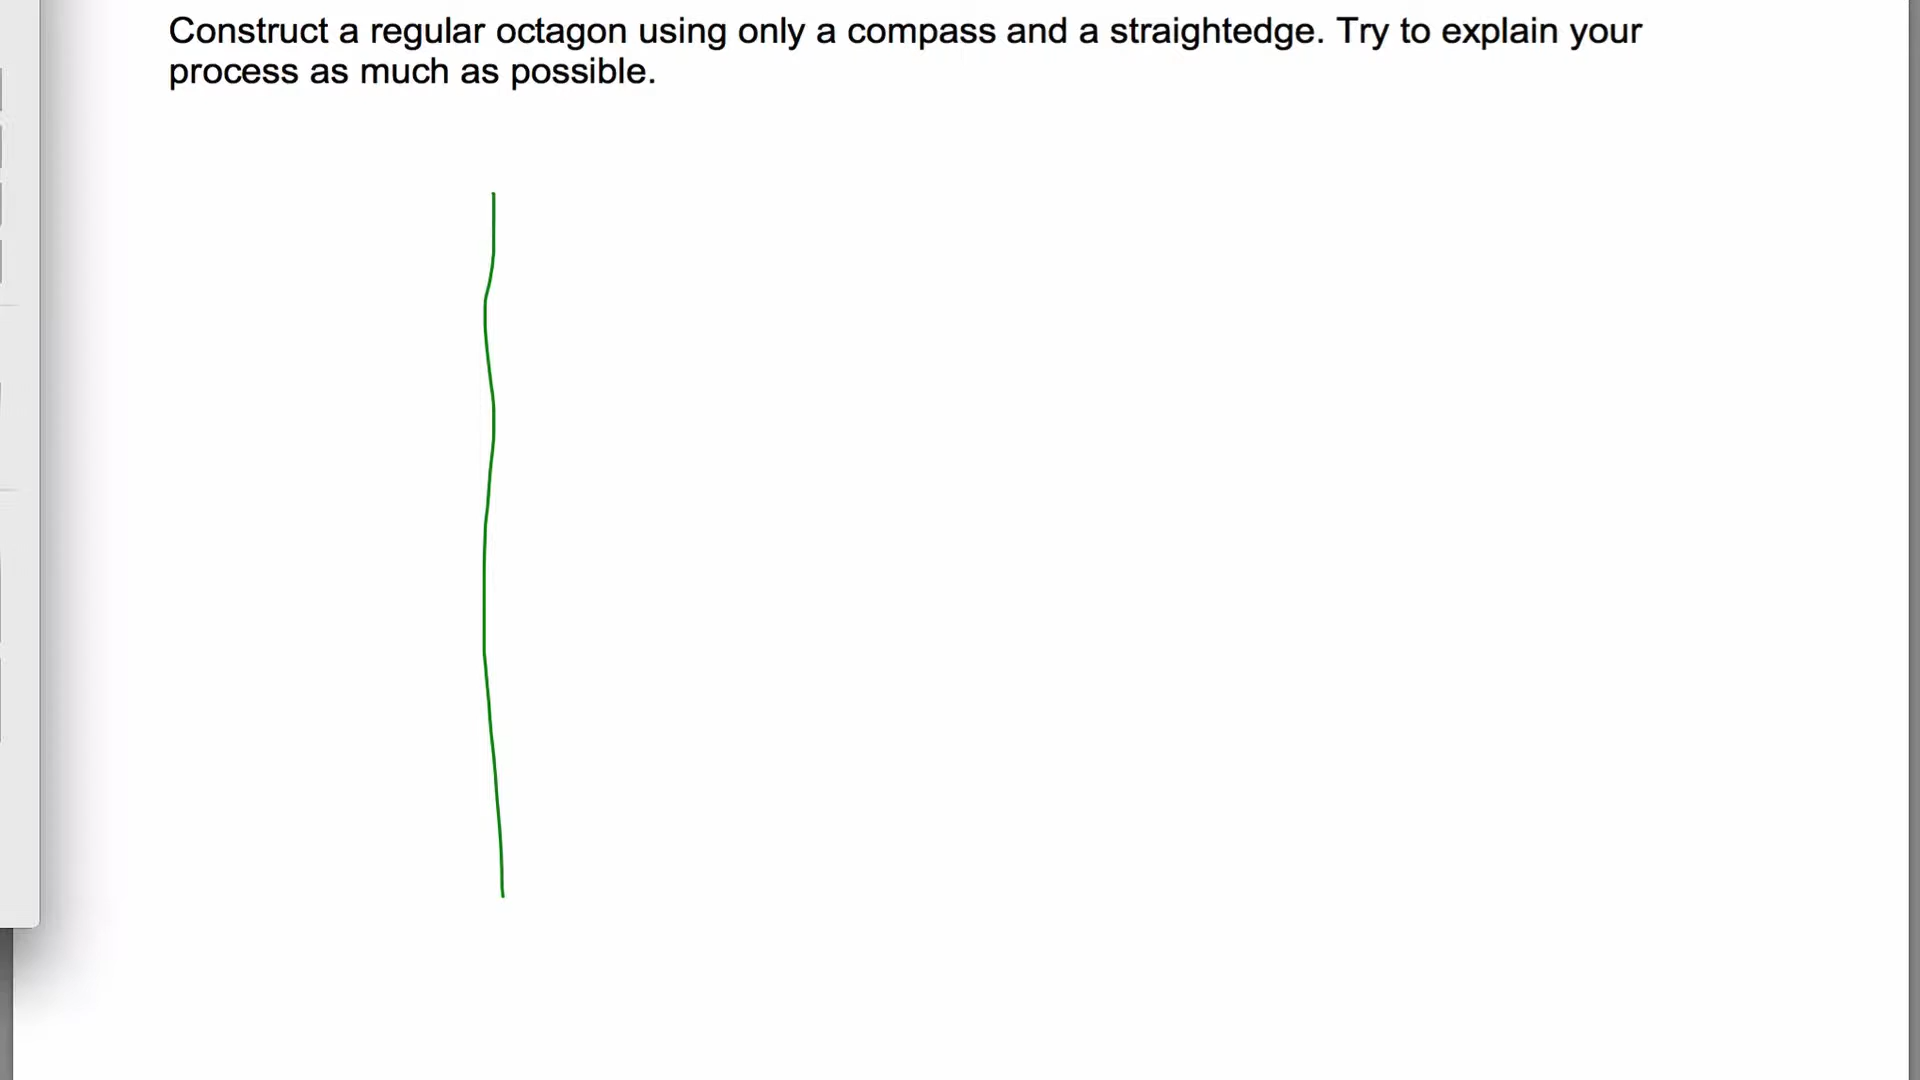 Construct a regular octagon using only a compass and a straightedge. Try to explain your
process as much as possible.